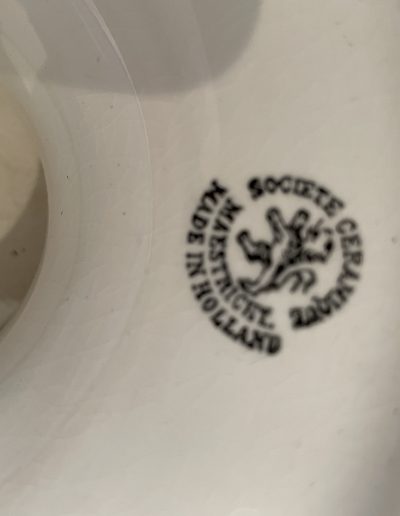 SOCIETE CERAMIQUE
MAESTRICHT.
MADE IN HOLLAND